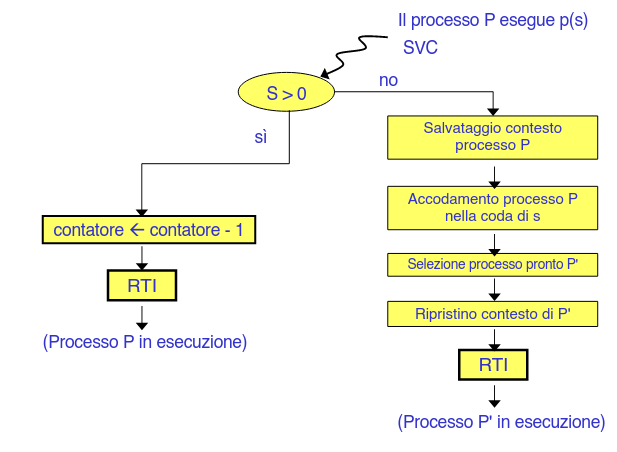 Il processo P esegue p(s)
SVC
S > 0
no
sì
Salvataggio contesto
processo P
Accodamento processo P
nella coda di s
contatore ← contatore - 1
Selezione processo pronto P'
RTI
Ripristino contesto di P'
(Processo P in esecuzione)
RTI
(Processo P' in esecuzione)